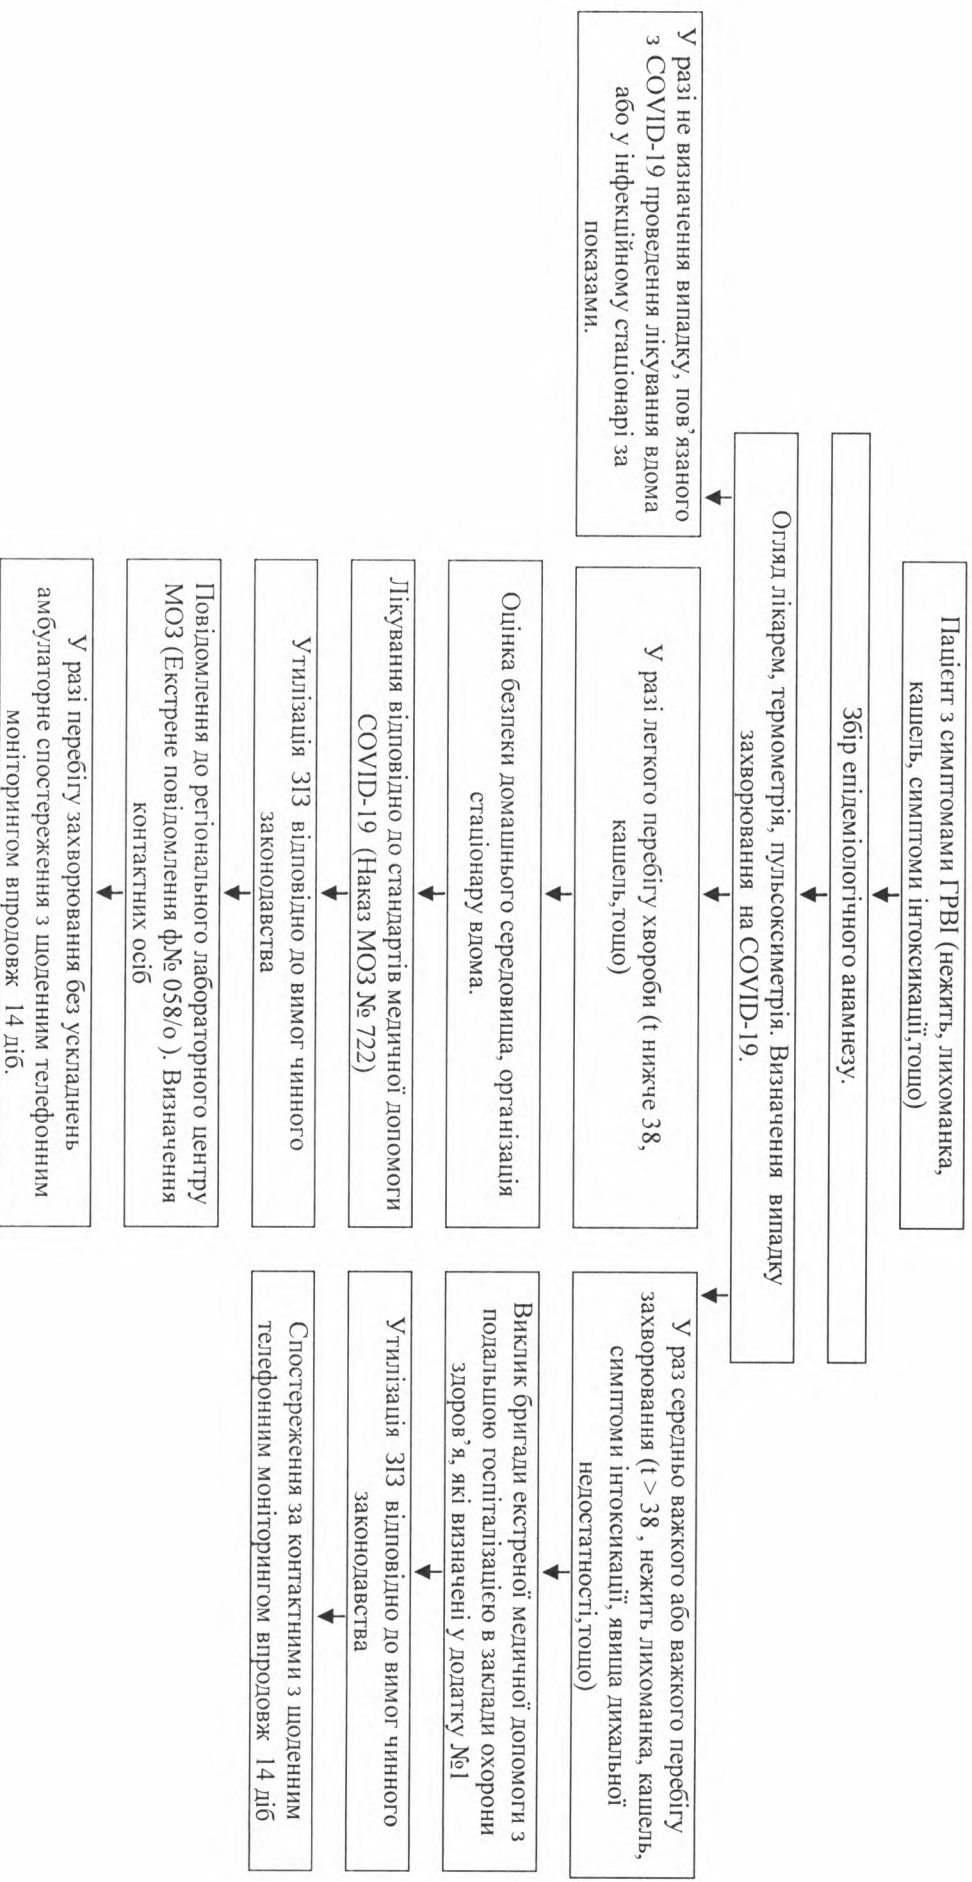 Пацієнт з симптомами ГРВІ (нежить, лихоманка,
кашель, симптоми інтоксикації,тощо)
Збір епідеміологічного анамнезу.
Огляд лікарем, термометрія, пульсоксиметрія. Визначення випадку
захворювання на COVID-19.
У разі не визначення випадку, пов’язаного
з COVID-19 проведення лікування вдома
або у інфекційному стаціонарі за
показами.
У разі легкого перебігу хвороби (t нижче 38,
кашель,тощо)
Оцінка безпеки домашнього середовища, організація
стаціонару вдома.
Лікування відповідно до стандартів медичної допомоги
COVID-19 (Наказ МОЗ № 722)
Утилізація ЗІЗ відповідно до вимог чинного
законодавства
Повідомлення до регіонального лабораторного центру
МОЗ (Екстрене повідомлення ф№ 058/о ). Визначення
контактних осіб
У разі перебігу захворювання без ускладнень
амбулаторне спостереження з щоденним телефонним
моніторингом впродовж 14 діб.
У раз середньо важкого або важкого перебігу
захворювання (t > 38 , нежить лихоманка, кашель,
симптоми інтоксикації, явища дихальної
недостатності,тощо)
Виклик бригади екстреної медичної допомоги з
подальшою госпіталізацією в заклади охорони
здоров’я, які визначені у додатку №1
Утилізація ЗІЗ відповідно до вимог чинного
законодавства
Спостереження за контактними з щоденним
телефонним моніторингом впродовж 14 діб